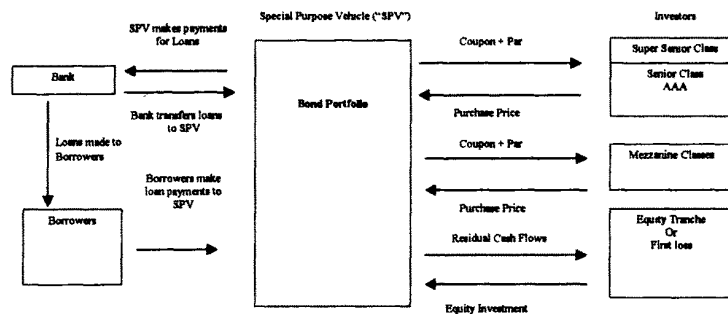 Special Purpose Vehicle ("SPV")
Investors
SPV makes payments
for Loans
Bank
Bank transfers loans
to SPV
Loans made to
Borrowers
Borrowers make
loan payments to
SPV
Borrowers
Bond Portfolio
Coupon + Par
Purchase Price
Coupon + Par
Purchase Price
Residual Cash Flows
Equity Investment
Super Senior Class
Senior Class
AAA
Mezzanine Classes
Equity Tranche
Or
First loss